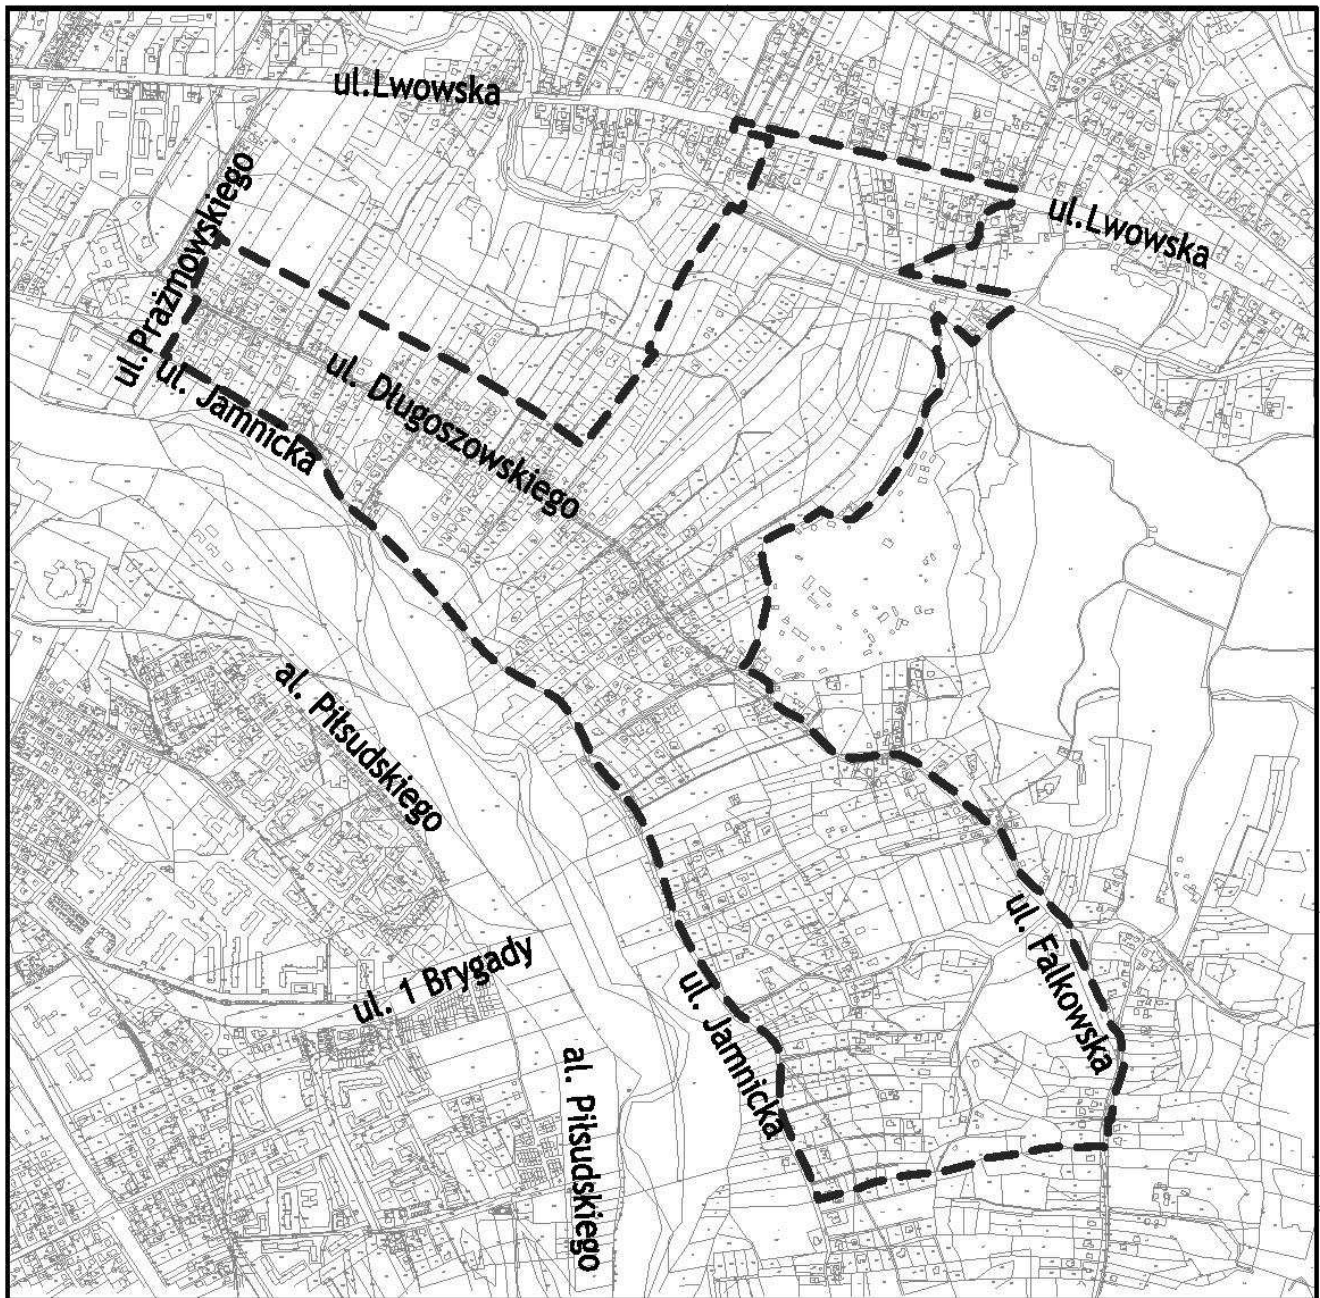 ul.Lwowska
ul.Lwowska
ul. Prażmowskiego
ul. Jamnicka
ul. Długoszowskiego
al. Piłsudskiego
ul. 1 Brygady
ul. Falkowska
ul. Jamnicka
al. Piłsudskiego